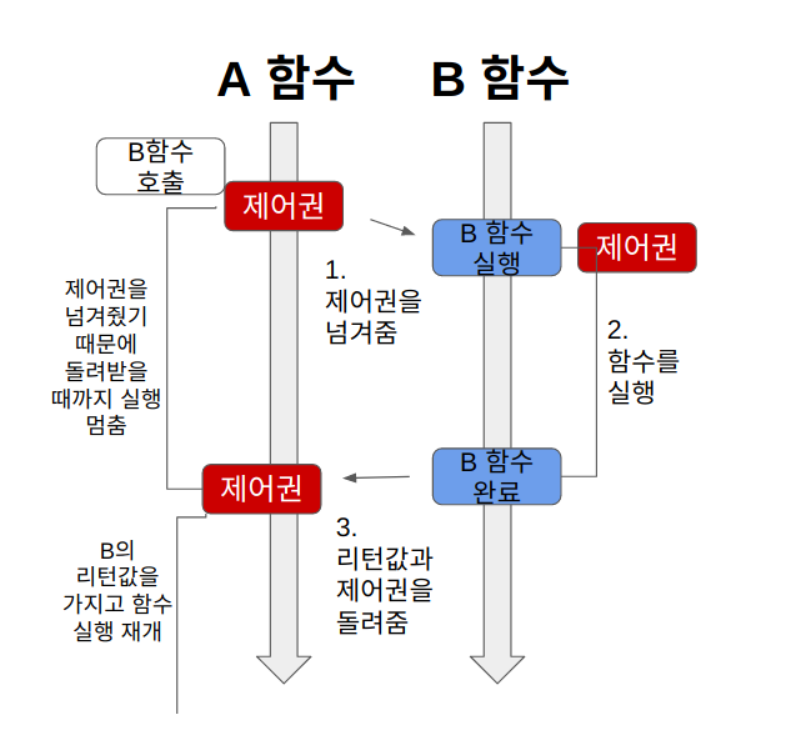 A 함수
B 함수
B함수
호출
제어권
B 함수
실행
제어권
1.
제어권을
넘겨줌
제어권을
넘겨줬기
때문에
돌려받을
때까지 실행
멈춤
2.
함수를
실행
B 함수
완료
제어권
3.
리턴값과
제어권을
돌려줌
B의
리턴값을
가지고 함수
실행 재개